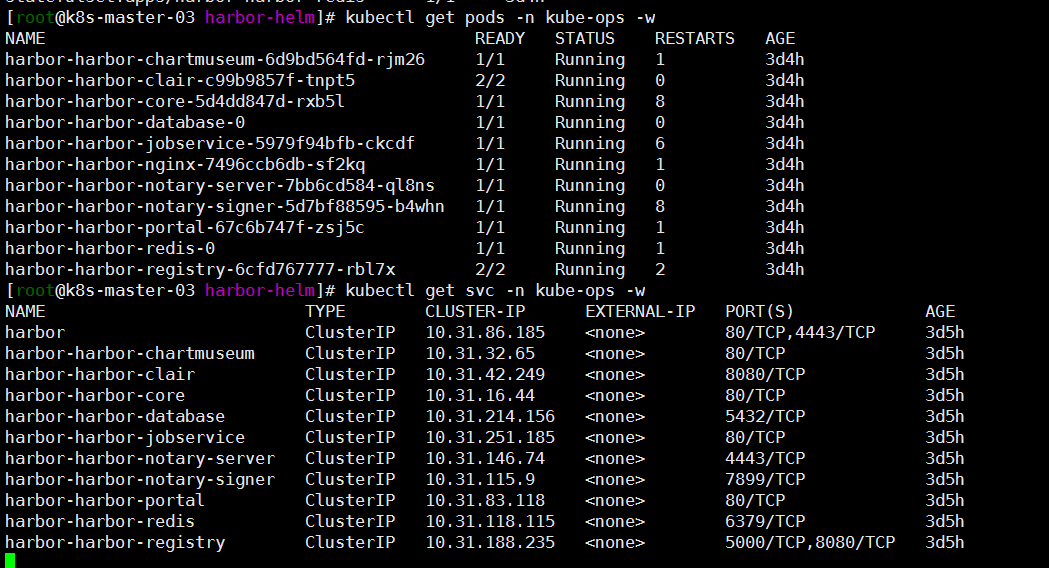 [root@k8s-master-03 harbor-helm]# kubectl get pods -n kube-ops -w
NAME READY STATUS RESTARTS AGE
harbor-harbor-chartmuseum-6d9bd564fd-rjm26 1/1 Running 1 3d4h
harbor-harbor-clair-c99b9857f-tnpt5 2/2 Running 0 3d4h
harbor-harbor-core-5d4dd847d-rxb5l 1/1 Running 8 3d4h
harbor-harbor-database-0 1/1 Running 0 3d4h
harbor-harbor-jobservice-5979f94bfb-ckcdf 1/1 Running 6 3d4h
harbor-harbor-nginx-7496ccb6db-sf2kq 1/1 Running 1 3d4h
harbor-harbor-notary-server-7bb6cd584-ql8ns 1/1 Running 0 3d4h
harbor-harbor-notary-signer-5d7bf88595-b4whn 1/1 Running 8 3d4h
harbor-harbor-portal-67c6b747f-zsj5c 1/1 Running 1 3d4h
harbor-harbor-redis-0 1/1 Running 1 3d4h
harbor-harbor-registry-6cfd767777-rbl7x 2/2 Running 2 3d4h
[root@k8s-master-03 harbor-helm]# kubectl get svc -n kube-ops -w
NAME TYPE CLUSTER-IP EXTERNAL-IP PORT(S) AGE
harbor ClusterIP 10.31.86.185 <none> 80/TCP,4443/TCP 3d5h
harbor-harbor-chartmuseum ClusterIP 10.31.32.65 <none> 80/TCP 3d5h
harbor-harbor-clair ClusterIP 10.31.42.249 <none> 8080/TCP 3d5h
harbor-harbor-core ClusterIP 10.31.16.44 <none> 80/TCP 3d5h
harbor-harbor-database ClusterIP 10.31.214.156 <none> 5432/TCP 3d5h
harbor-harbor-jobservice ClusterIP 10.31.251.185 <none> 80/TCP 3d5h
harbor-harbor-notary-server ClusterIP 10.31.146.74 <none> 4443/TCP 3d5h
harbor-harbor-notary-signer ClusterIP 10.31.115.9 <none> 7899/TCP 3d5h
harbor-harbor-portal ClusterIP 10.31.83.118 <none> 80/TCP 3d5h
harbor-harbor-redis ClusterIP 10.31.118.115 <none> 6379/TCP 3d5h
harbor-harbor-registry ClusterIP 10.31.188.235 <none> 5000/TCP,8080/TCP 3d5h